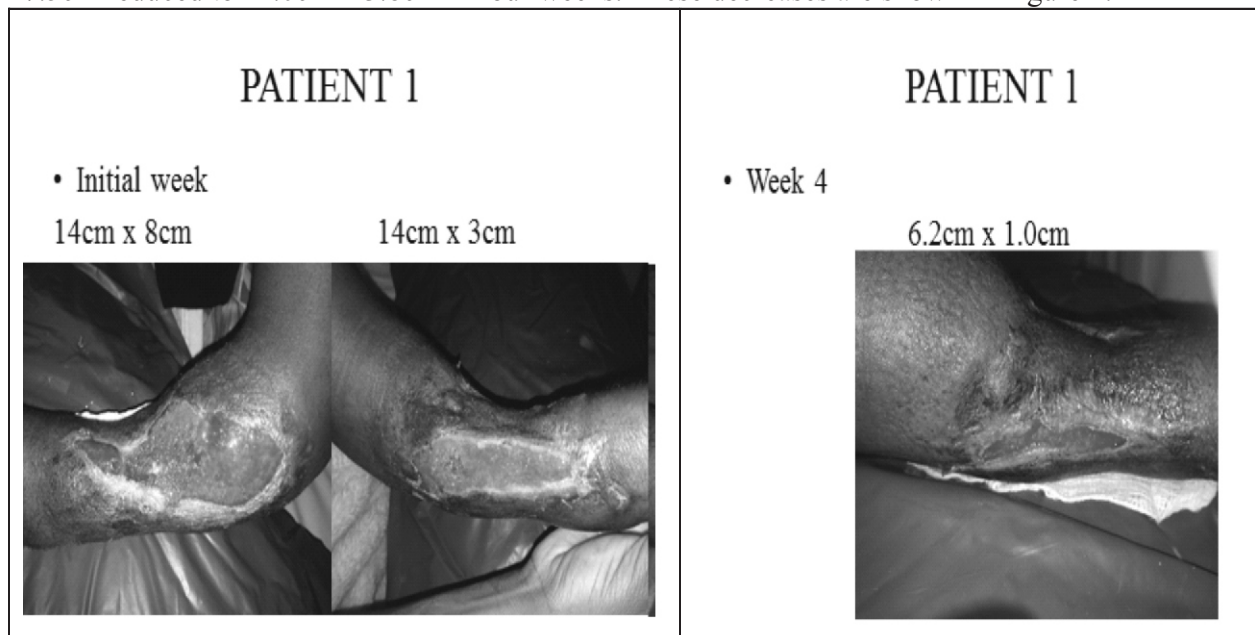 PATIENT 1
• Initial week
14cm x 8cm 14cm x 3cm
PATIENT 1
• Week 4
6.2cm x 1.0cm